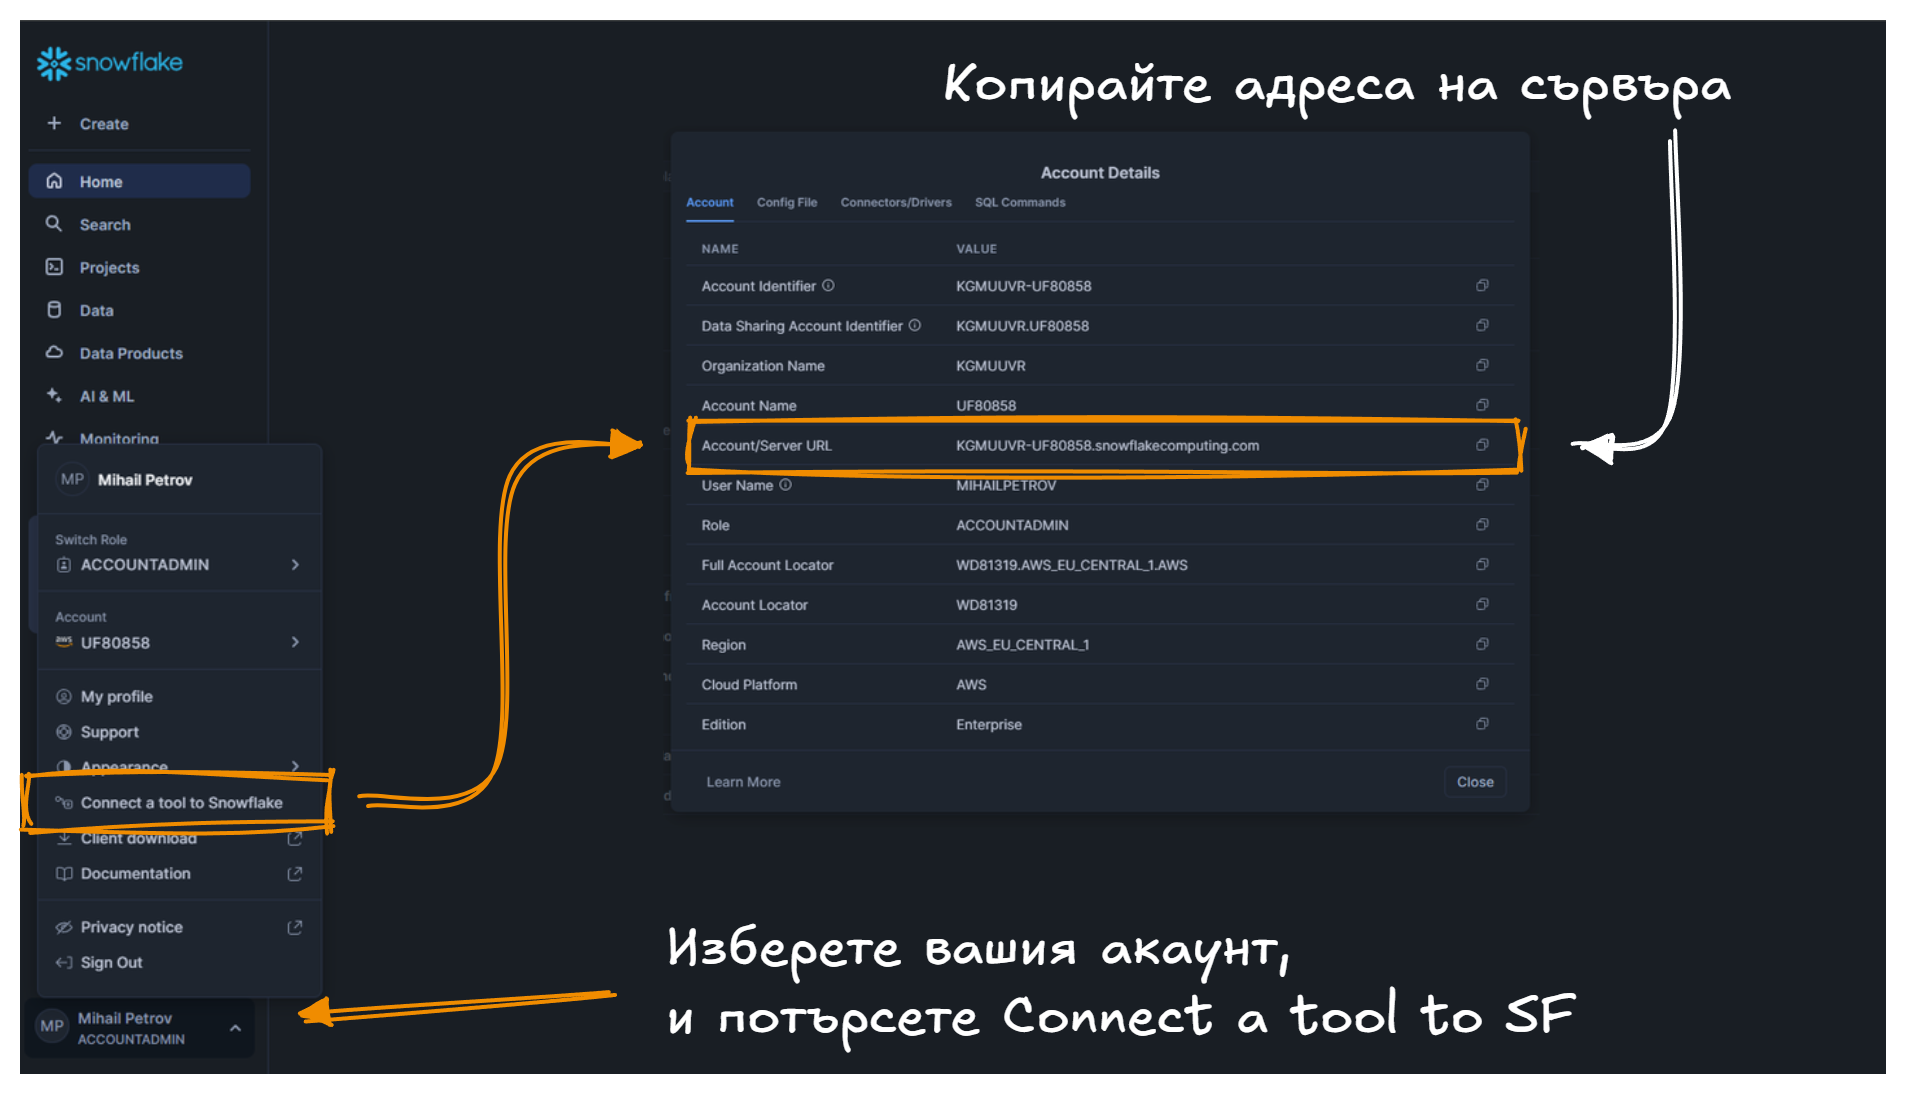 snowflake
Create
Home
Search
Projects
Data
Data Products
AI & ML
Monitoring
MP Mihail Petrov
Switch Role
ACCOUNTADMIN
Account
aws UF80858
My profile
Support
Appearance
Connect a tool to Snowflake
Client download
Documentation
Privacy notice
Sign Out
MP Mihail Petrov
ACCOUNTADMIN
Копирайте адреса на сървъра
Account Details
Account Config File Connectors/Drivers SQL Commands
NAME VALUE
Account Identifier KGMUUVR-UF80858
Data Sharing Account Identifier KGMUUVR.UF80858
Organization Name KGMUUVR
Account Name UF80858
Account/Server URL KGMUUVR-UF80858.snowflakecomputing.com
User Name MIHAILPETROV
Role ACCOUNTADMIN
Full Account Locator WD81319.AWS_EU_CENTRAL_1.AWS
Account Locator WD81319
Region AWS_EU_CENTRAL_1
Cloud Platform AWS
Edition Enterprise
Learn More Close
Изберете вашия акаунт,
и потърсете Connect a tool to SF